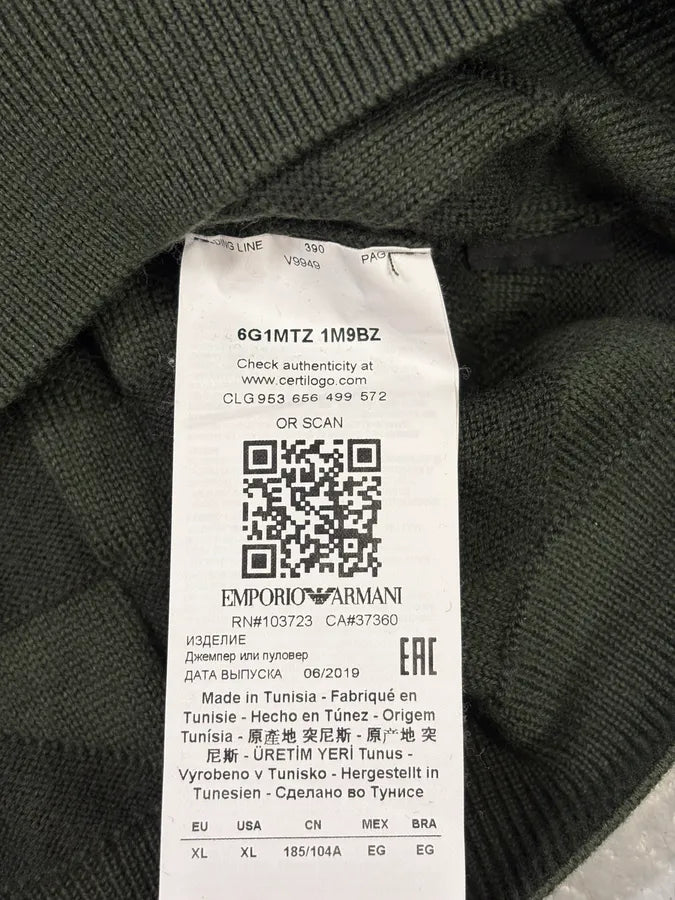 LINE 390
V9949 PAG
6G1MTZ 1M9BZ
Check authenticity at
www.certilogo.com
CLG 953 656 499 572
OR SCAN
EMPORIO ARMANI
RN#103723 CA#37360
ИЗДЕЛИЕ
Джемпер или пуловер
ДАТА ВЫПУСКА 06/2019
EAC
Made in Tunisia - Fabriqué en
Tunisie - Hecho en Túnez - Origem
Tunísia - 原產地 突尼斯 - 原产地 突
尼斯 - ÜRETİM YERİ Tunus -
Vyrobeno v Tunisko - Hergestellt in
Tunesien - Сделано во Тунисе
EU USA CN MEX BRA
XL XL 185/104A EG EG